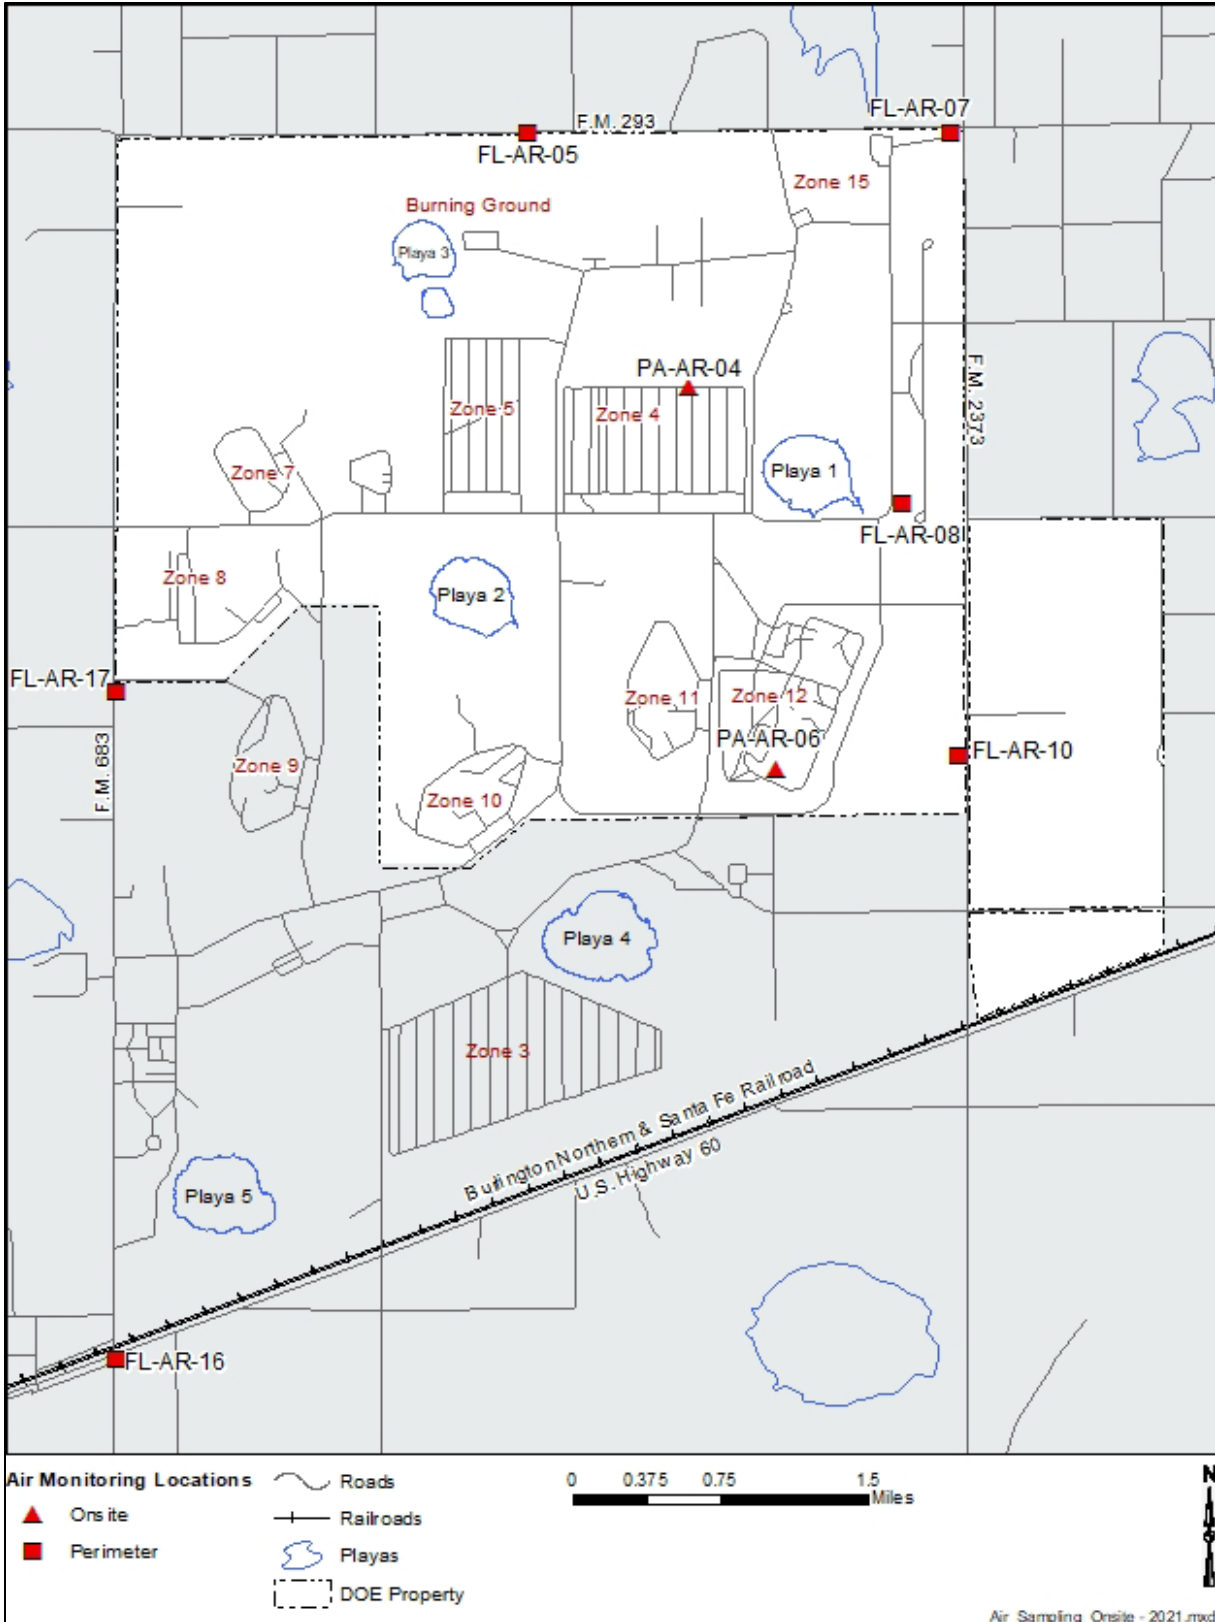 FL-AR-07
F.M. 293
FL-AR-05
Zone 15
Burning Ground
Playa 3
F.M. 2373
PA-AR-04
Zone 5
Zone 4
Zone 7
Playa 1
FL-AR-08
Zone 8
Playa 2
FL-AR-17
Zone 11
Zone 12
PA-AR-06
FL-AR-10
F.M. 683
Zone 9
Zone 10
Playa 4
Zone 3
Burlington Northern & Santa Fe Railroad
U.S. Highway 60
Playa 5
FL-AR-16
Air Monitoring Locations
Onsite
Perimeter
Roads
Railroads
Playas
DOE Property
0 0.375 0.75 1.5
Miles
N
Air_Sampling_Onsite - 2021.mxd